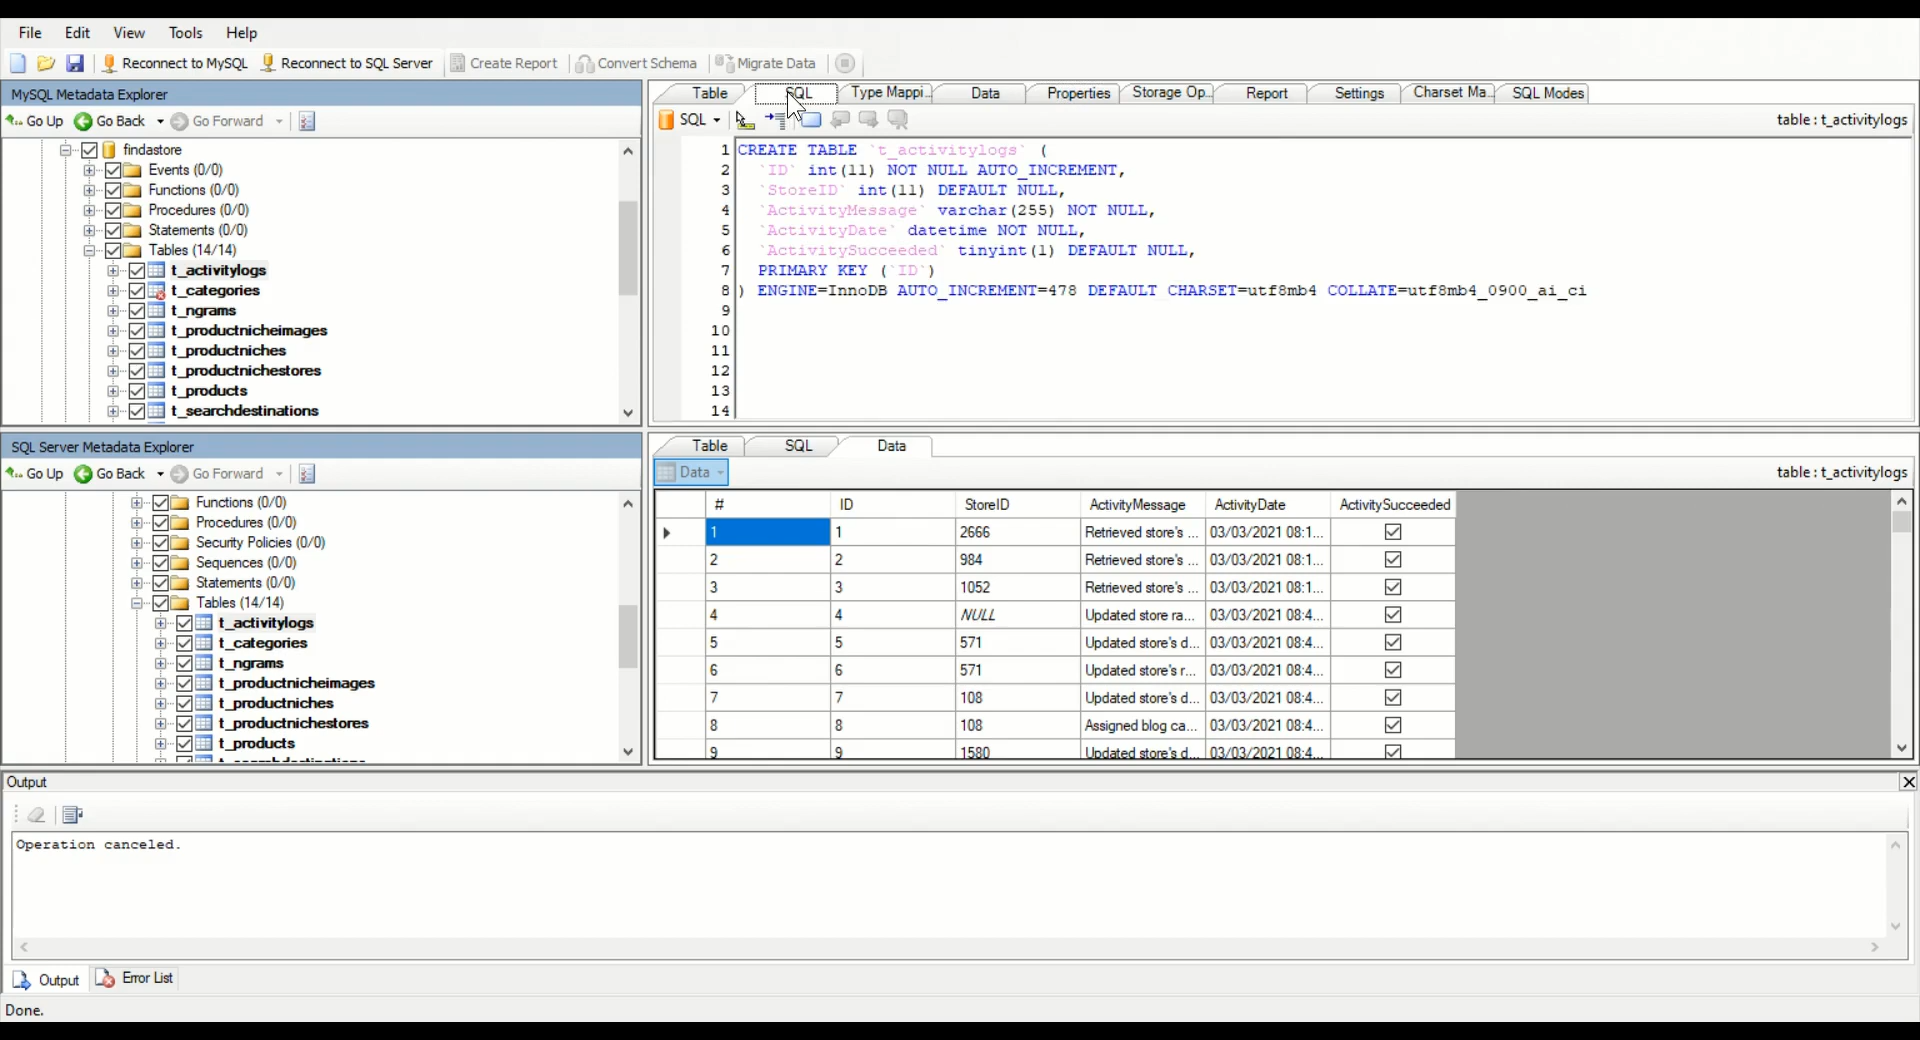 File Edit View Tools Help
Reconnect to MySQL Reconnect to SQL Server Create Report Convert Schema Migrate Data
MySQL Metadata Explorer
Go Up Go Back Go Forward
findastore
Events (0/0)
Functions (0/0)
Procedures (0/0)
Statements (0/0)
Tables (14/14)
t_activitylogs
t_categories
t_ngrams
t_productnicheimages
t_productniches
t_productnichestores
t_products
t_searchdestinations
Table SQL Type Mappi... Data Properties Storage Op... Report Settings Charset Ma... SQL Modes
SQL table : t_activitylogs
1 CREATE TABLE `t_activitylogs` (
2 `ID` int(11) NOT NULL AUTO_INCREMENT,
3 `StoreID` int(11) DEFAULT NULL,
4 `ActivityMessage` varchar(255) NOT NULL,
5 `ActivityDate` datetime NOT NULL,
6 `ActivitySucceeded` tinyint(1) DEFAULT NULL,
7 PRIMARY KEY (`ID`)
8 ) ENGINE=InnoDB AUTO_INCREMENT=478 DEFAULT CHARSET=utf8mb4 COLLATE=utf8mb4_0900_ai_ci
9
10
11
12
13
14
SQL Server Metadata Explorer
Go Up Go Back Go Forward
Functions (0/0)
Procedures (0/0)
Security Policies (0/0)
Sequences (0/0)
Statements (0/0)
Tables (14/14)
t_activitylogs
t_categories
t_ngrams
t_productnicheimages
t_productniches
t_productnichestores
t_products
Table SQL Data
Data table : t_activitylogs
# ID StoreID ActivityMessage ActivityDate ActivitySucceeded
1 1 2666 Retrieved store's ... 03/03/2021 08:1...
2 2 984 Retrieved store's ... 03/03/2021 08:1...
3 3 1052 Retrieved store's ... 03/03/2021 08:1...
4 4 NULL Updated store ra... 03/03/2021 08:4...
5 5 571 Updated store's d... 03/03/2021 08:4...
6 6 571 Updated store's r... 03/03/2021 08:4...
7 7 108 Updated store's d... 03/03/2021 08:4...
8 8 108 Assigned blog ca... 03/03/2021 08:4...
9 9 1580 Updated store's d... 03/03/2021 08:4...
Output
Operation canceled.
Output Error List
Done.